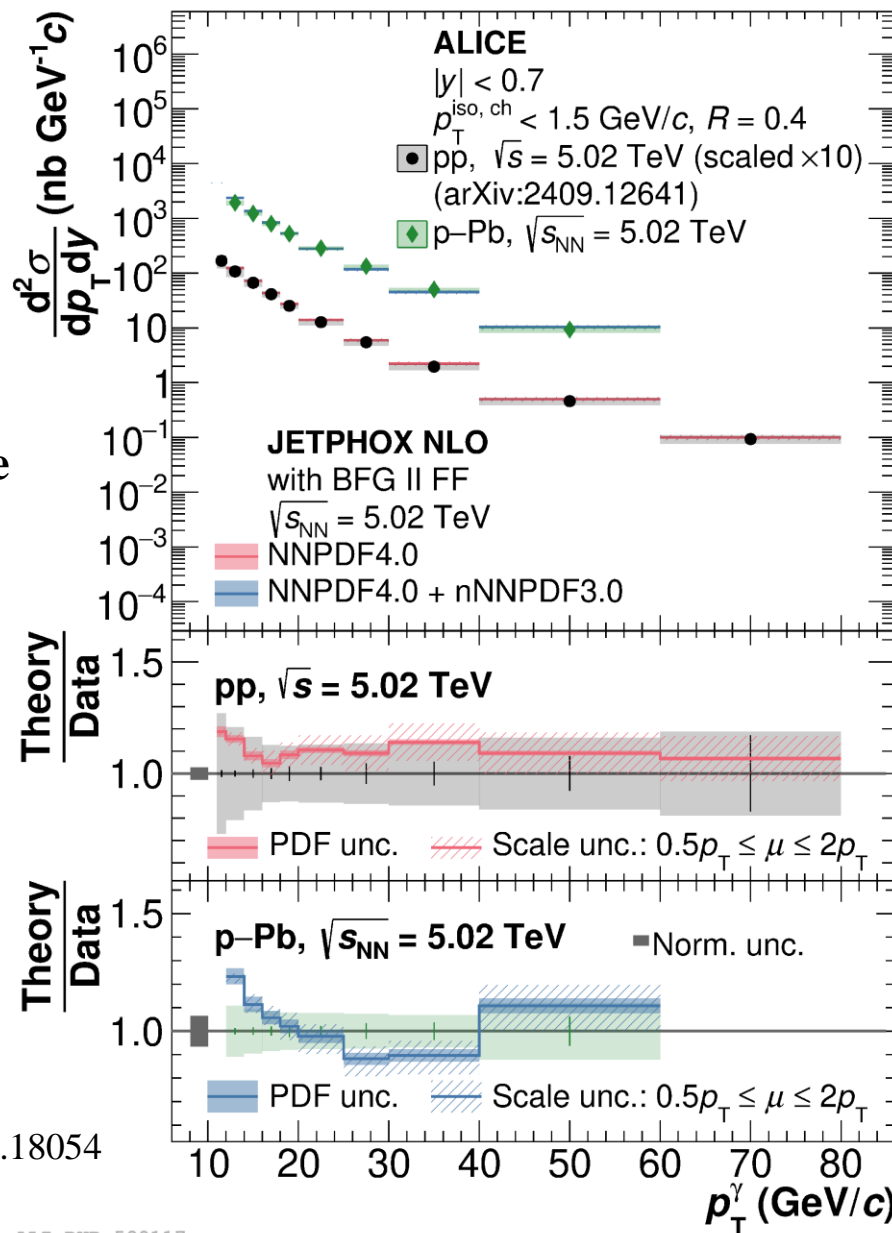 ALICE
|y| < 0.7
p_T^{iso, ch} < 1.5 GeV/c, R = 0.4
pp, √s = 5.02 TeV (scaled ×10)
(arXiv:2409.12641)
p–Pb, √s_NN = 5.02 TeV
d²σ/dp_T dy (nb GeV⁻¹c)
10⁶
10⁵
10⁴
10³
10²
10
1
10⁻¹
10⁻²
10⁻³
10⁻⁴
e
JETPHOX NLO
with BFG II FF
√s_NN = 5.02 TeV
NNPDF4.0
NNPDF4.0 + nNNPDF3.0
Theory
Data
1.5
1.0
pp, √s = 5.02 TeV
PDF unc. Scale unc.: 0.5p_T ≤ μ ≤ 2p_T
Theory
Data
1.5
1.0
p–Pb, √s_NN = 5.02 TeV
Norm. unc.
PDF unc. Scale unc.: 0.5p_T ≤ μ ≤ 2p_T
.18054
10 20 30 40 50 60 70 80
p_T^γ (GeV/c)